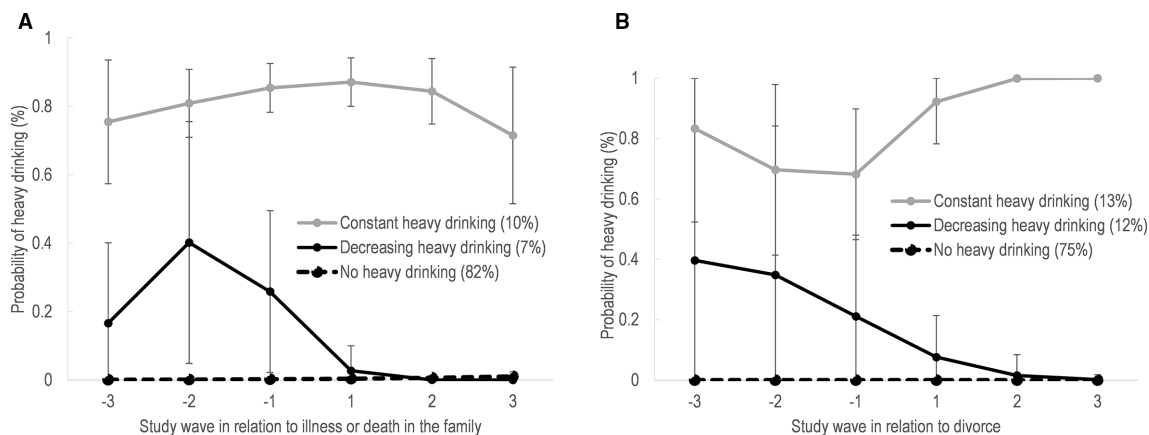 A
Probability of heavy drinking (%)
1
0.8
0.6
0.4
0.2
0
Constant heavy drinking (10%)
Decreasing heavy drinking (7%)
No heavy drinking (82%)
-3 -2 -1 1 2 3
Study wave in relation to illness or death in the family
B
Probability of heavy drinking (%)
1
0.8
0.6
0.4
0.2
0
Constant heavy drinking (13%)
Decreasing heavy drinking (12%)
No heavy drinking (75%)
-3 -2 -1 1 2 3
Study wave in relation to divorce